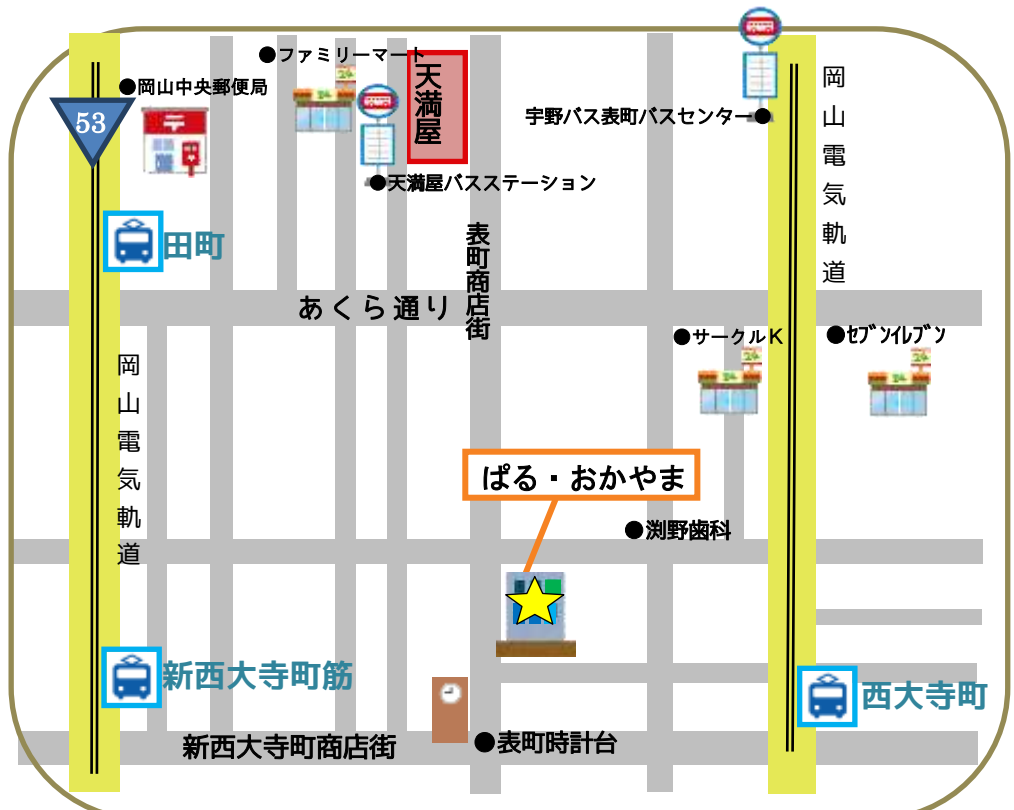 ファミリーマート
岡山中央郵便局
天満屋
53
宇野バス表町バスセンター
岡山電気軌道
天満屋バスステーション
田町
表町商店街
あくら通り
サークルK
セブンイレブン
岡山電気軌道
ぱる・おかやま
渕野歯科
新西大寺町筋
西大寺町
新西大寺町商店街
表町時計台